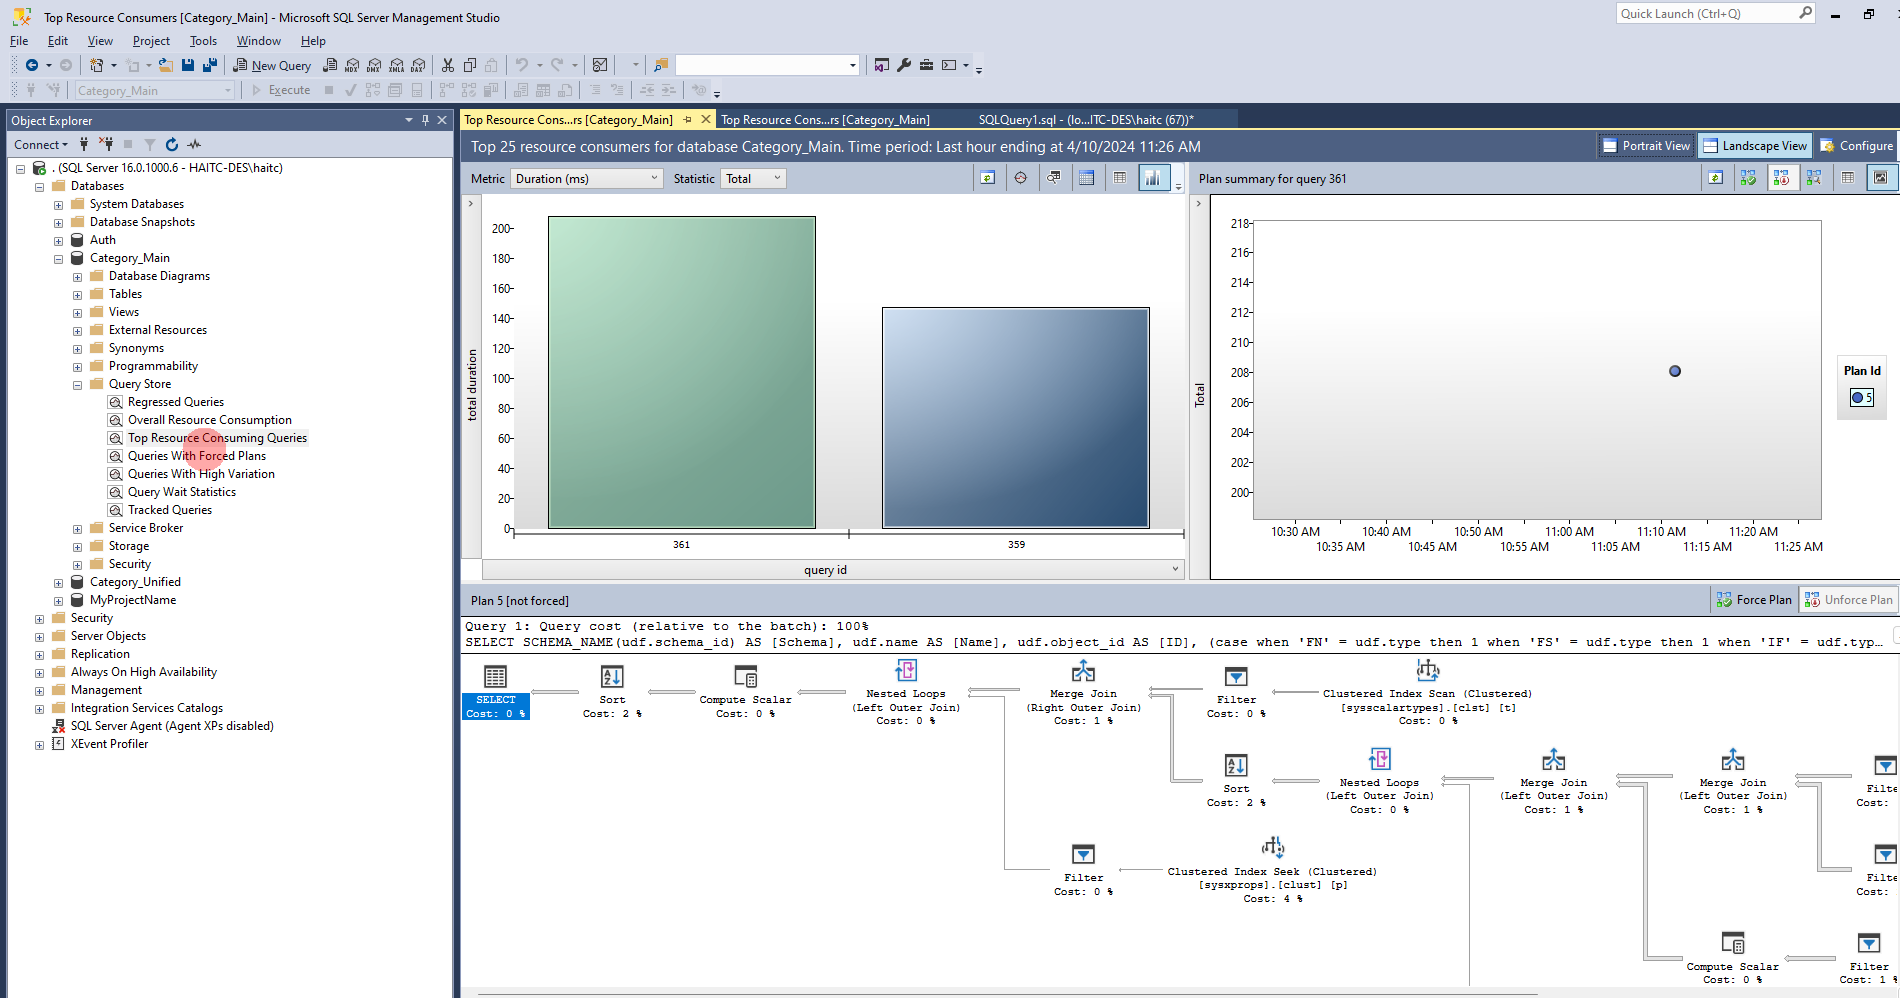 Top Resource Consumers [Category_Main] - Microsoft SQL Server Management Studio
Quick Launch (Ctrl+Q)
File Edit View Project Tools Window Help
New Query
MDX DMX XMLA DAX
Category_Main
Execute
Object Explorer
Connect
. (SQL Server 16.0.1000.6 - HAITC-DES\haitc)
Databases
System Databases
Database Snapshots
Auth
Category_Main
Database Diagrams
Tables
Views
External Resources
Synonyms
Programmability
Query Store
Regressed Queries
Overall Resource Consumption
Top Resource Consuming Queries
Queries With Forced Plans
Queries With High Variation
Query Wait Statistics
Tracked Queries
Service Broker
Storage
Security
Category_Unified
MyProjectName
Security
Server Objects
Replication
Always On High Availability
Management
Integration Services Catalogs
SQL Server Agent (Agent XPs disabled)
XEvent Profiler
Top Resource Cons...rs [Category_Main]
Top Resource Cons...rs [Category_Main]
SQLQuery1.sql - (lo...ITC-DES\haitc (67))*
Top 25 resource consumers for database Category_Main. Time period: Last hour ending at 4/10/2024 11:26 AM
Portrait View
Landscape View
Configure
Metric Duration (ms)
Statistic Total
total duration
200
180
160
140
120
100
80
60
40
20
0
361
359
query id
Plan summary for query 361
Total
218
216
214
212
210
208
206
204
202
200
10:30 AM 10:40 AM 10:50 AM 11:00 AM 11:10 AM 11:20 AM
10:35 AM 10:45 AM 10:55 AM 11:05 AM 11:15 AM 11:25 AM
Plan Id
5
Plan 5 [not forced]
Force Plan
Unforce Plan
Query 1: Query cost (relative to the batch): 100%
SELECT SCHEMA_NAME(udf.schema_id) AS [Schema], udf.name AS [Name], udf.object_id AS [ID], (case when 'FN' = udf.type then 1 when 'FS' = udf.type then 1 when 'IF' = udf.typ...
SELECT
Cost: 0 %
Sort
Cost: 2 %
Compute Scalar
Cost: 0 %
Nested Loops
(Left Outer Join)
Cost: 0 %
Merge Join
(Right Outer Join)
Cost: 1 %
Filter
Cost: 0 %
Clustered Index Scan (Clustered)
[sysscalartypes].[clst] [t]
Cost: 0 %
Sort
Cost: 2 %
Nested Loops
(Left Outer Join)
Cost: 0 %
Merge Join
(Left Outer Join)
Cost: 1 %
Merge Join
(Left Outer Join)
Cost: 1 %
Filte
Cost:
Filter
Cost: 0 %
Clustered Index Seek (Clustered)
[sysxprops].[clust] [p]
Cost: 4 %
Filte
Cost:
Compute Scalar
Cost: 0 %
Filter
Cost: 1 %